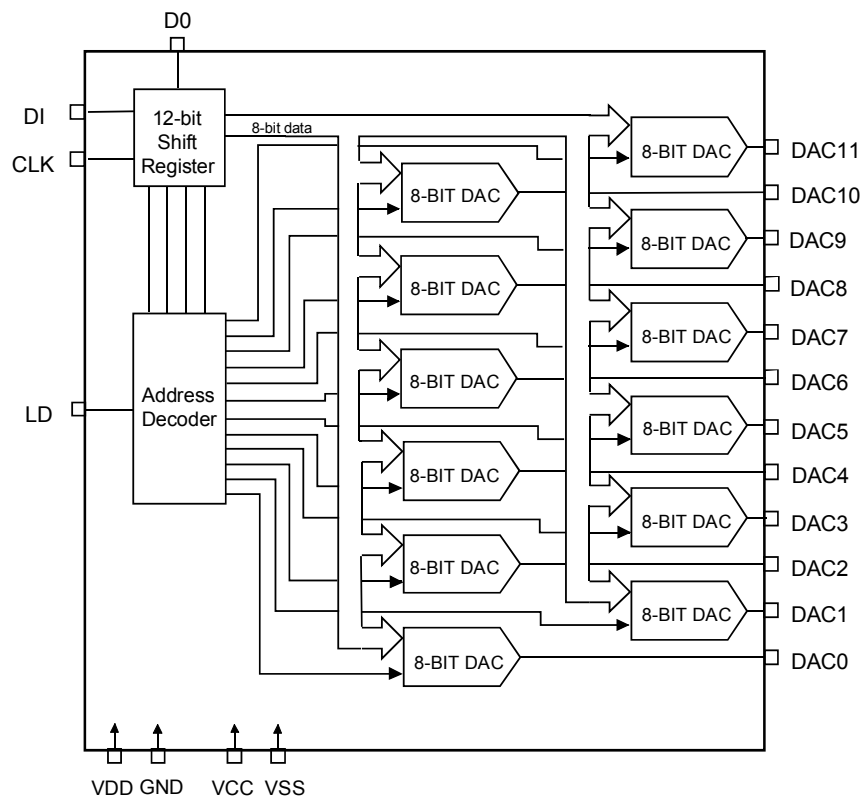 D0
DI
CLK
12-bit
Shift
Register
8-bit data
8-BIT DAC
DAC11
8-BIT DAC
DAC10
8-BIT DAC
DAC9
8-BIT DAC
DAC8
8-BIT DAC
DAC7
8-BIT DAC
DAC6
LD
Address
Decoder
8-BIT DAC
DAC5
8-BIT DAC
DAC4
8-BIT DAC
DAC3
8-BIT DAC
DAC2
8-BIT DAC
DAC1
8-BIT DAC
DAC0
VDD
GND
VCC
VSS